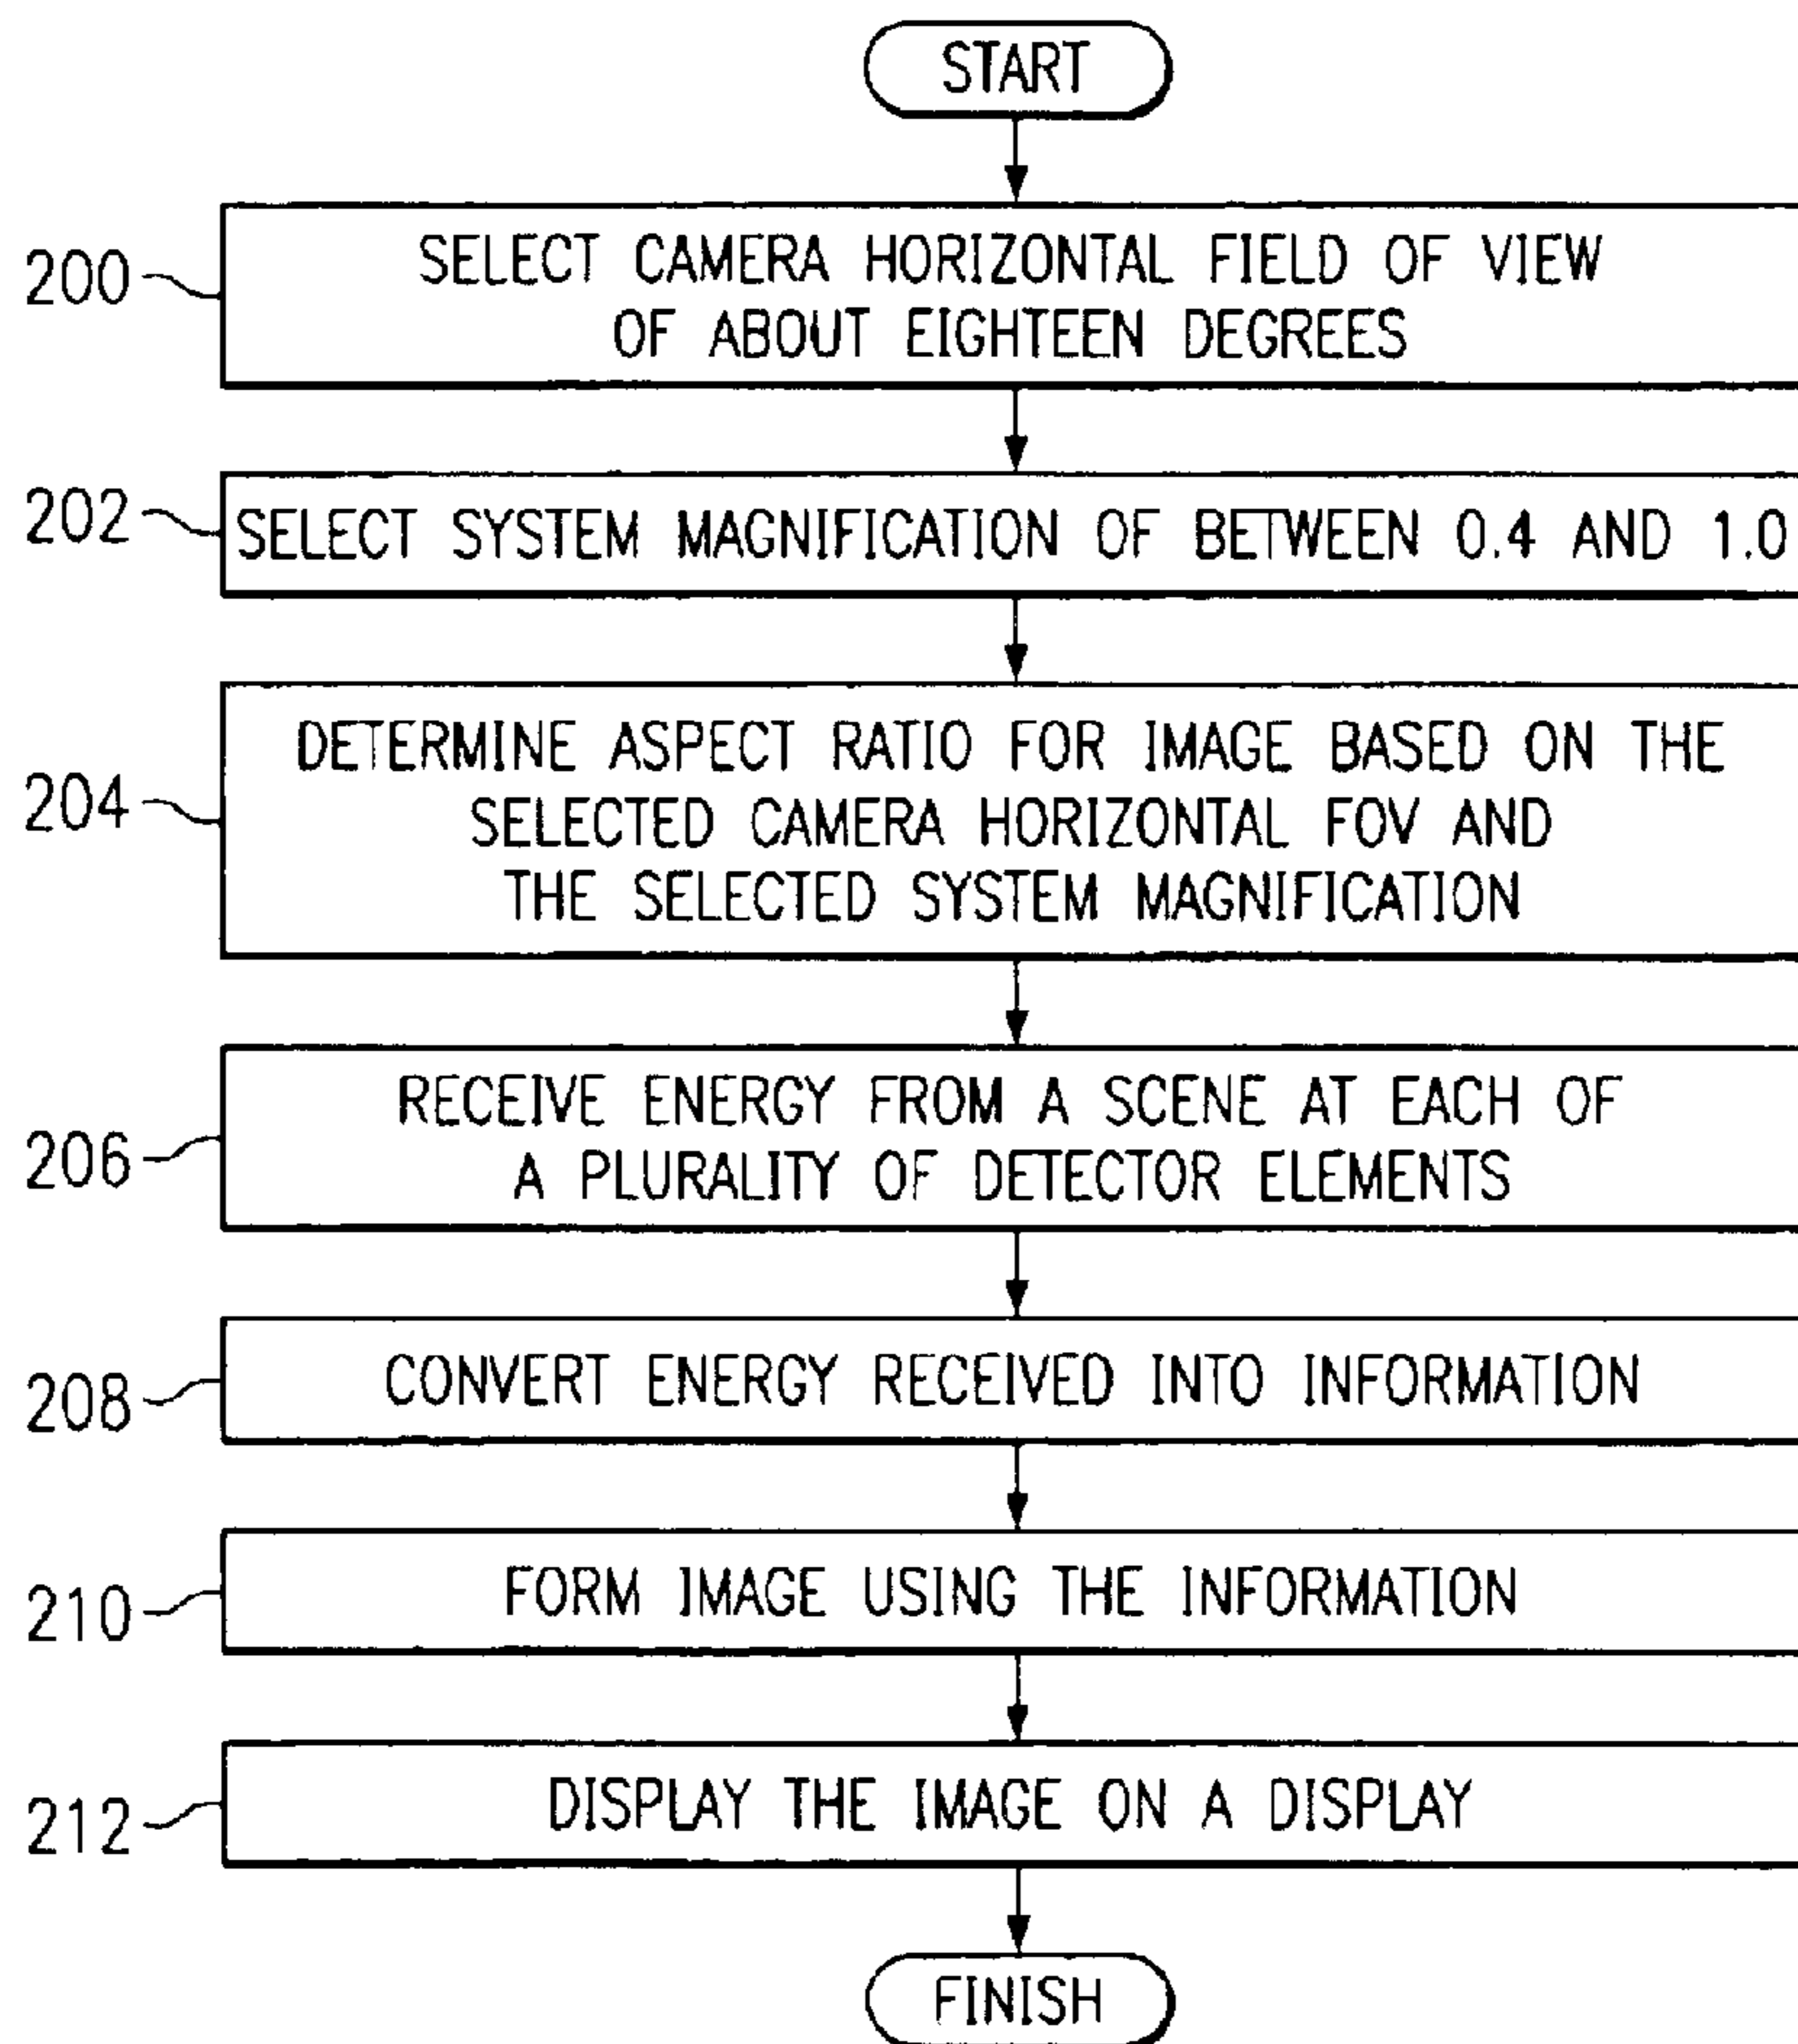 START
200
SELECT CAMERA HORIZONTAL FIELD OF VIEW
OF ABOUT EIGHTEEN DEGREES
202
SELECT SYSTEM MAGNIFICATION OF BETWEEN 0.4 AND 1.0
204
DETERMINE ASPECT RATIO FOR IMAGE BASED ON THE
SELECTED CAMERA HORIZONTAL FOV AND
THE SELECTED SYSTEM MAGNIFICATION
206
RECEIVE ENERGY FROM A SCENE AT EACH OF
A PLURALITY OF DETECTOR ELEMENTS
208
CONVERT ENERGY RECEIVED INTO INFORMATION
210
FORM IMAGE USING THE INFORMATION
212
DISPLAY THE IMAGE ON A DISPLAY
FINISH